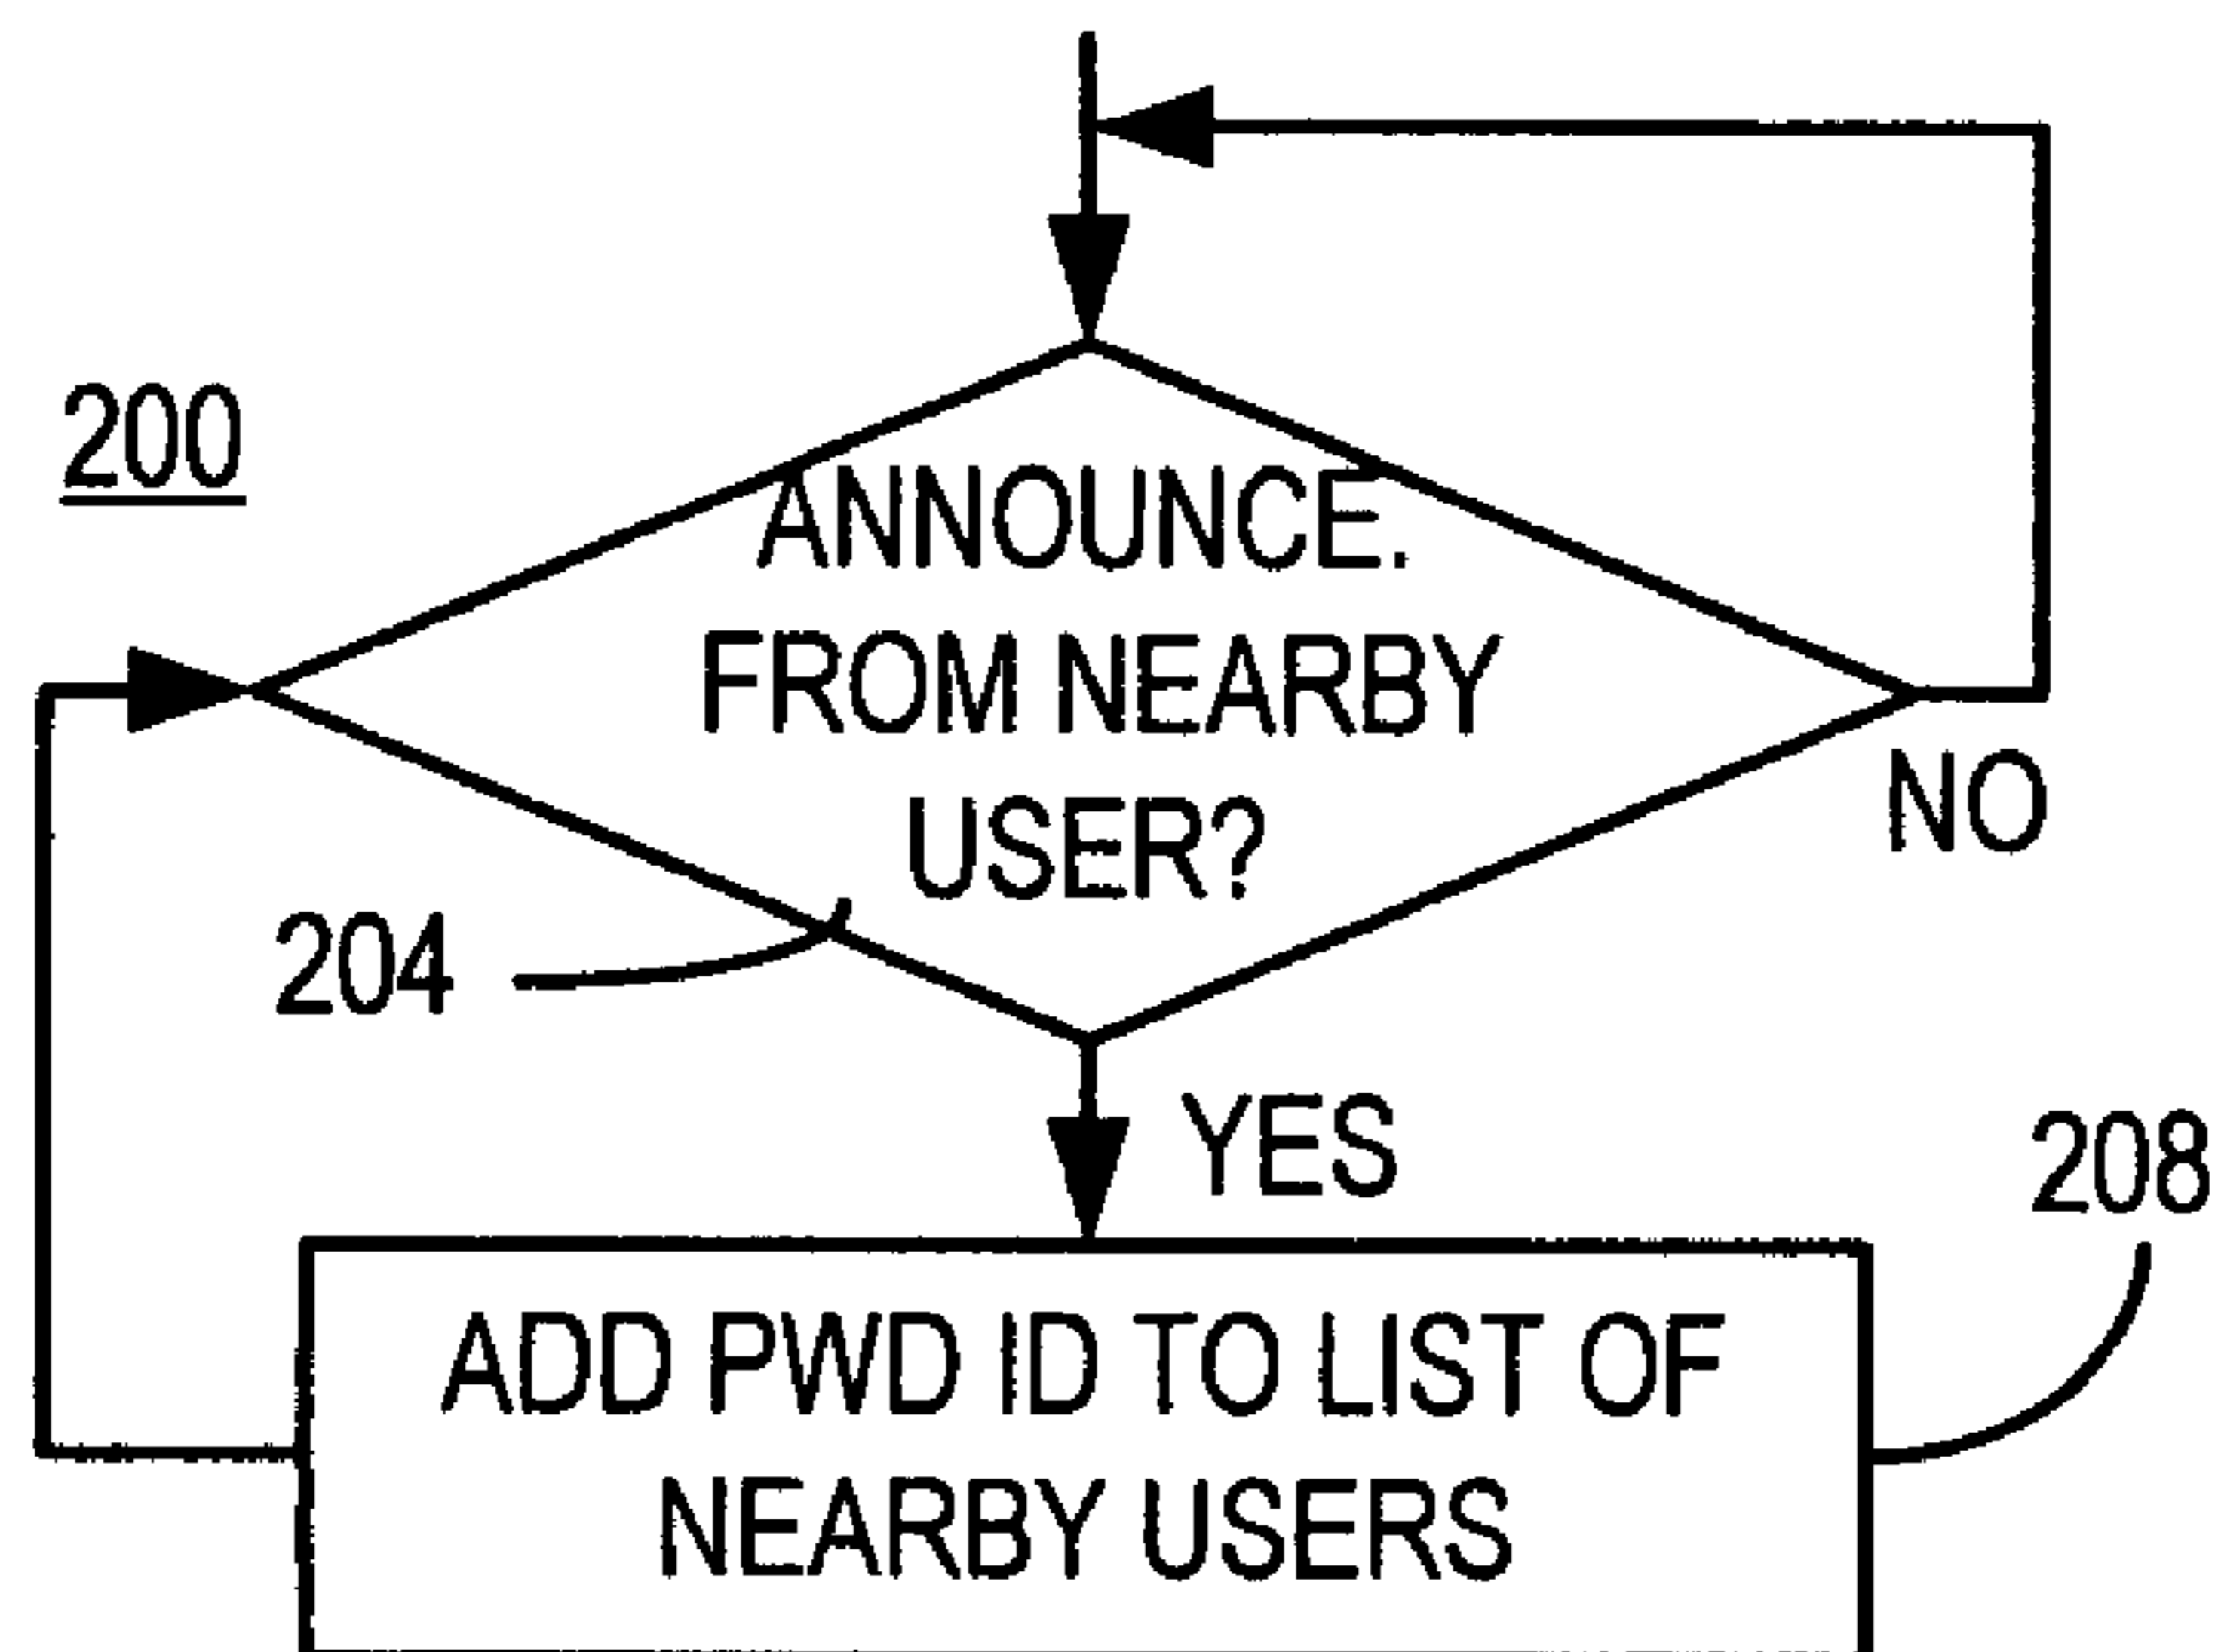 200
ANNOUNCE.
FROM NEARBY
USER?
NO
204
YES
208
ADD PWD ID TO LIST OF
NEARBY USERS